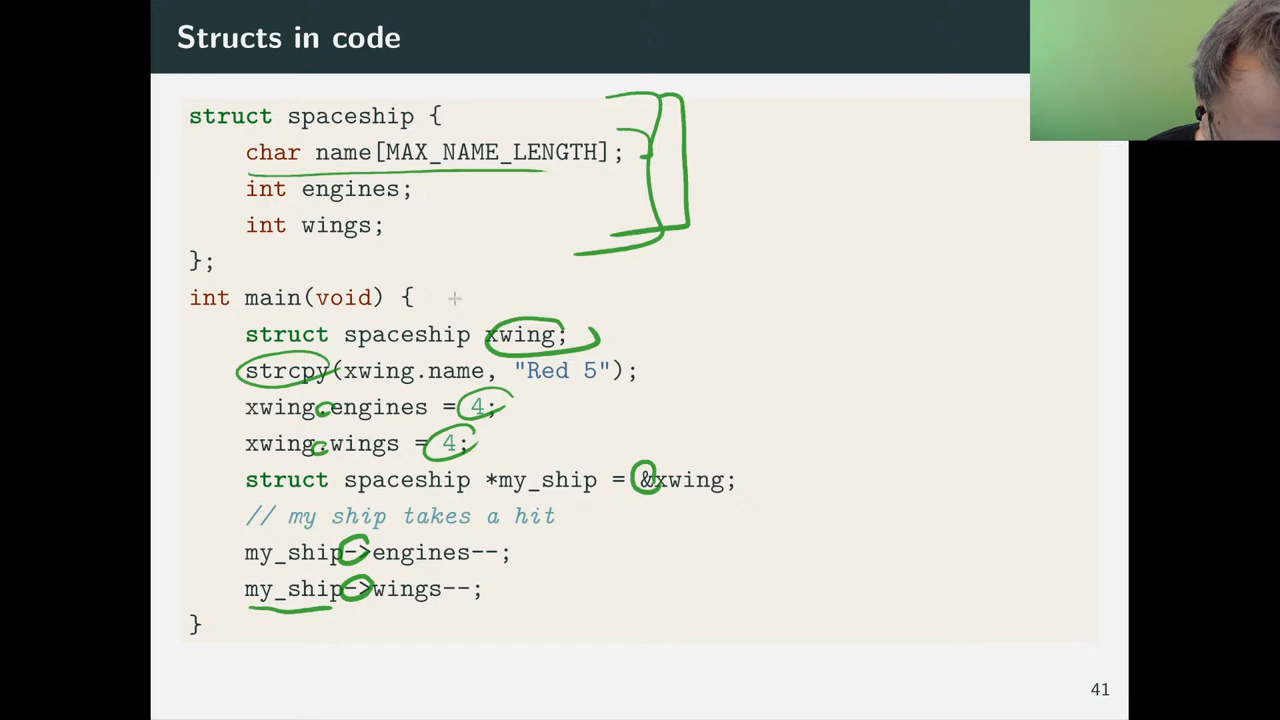 Structs in code
struct spaceship {
    char name[MAX_NAME_LENGTH];
    int engines;
    int wings;
};
int main(void) {
    struct spaceship xwing;
    strcpy(xwing.name, "Red 5");
    xwing.engines = 4;
    xwing.wings = 4;
    struct spaceship *my_ship = &xwing;
    // my ship takes a hit
    my_ship->engines--;
    my_ship->wings--;
}
41